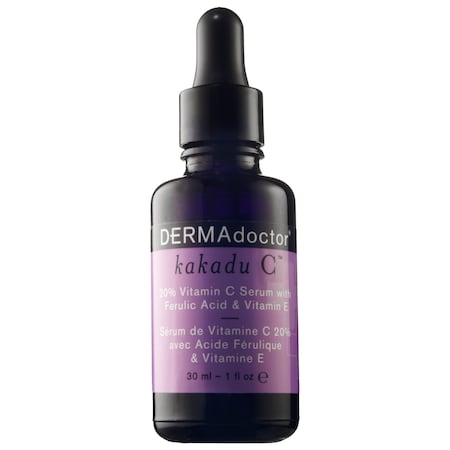 DERMAdoctor®
kakadu C™
20% Vitamin C Serum with
Ferulic Acid & Vitamin E
Sérum de Vitamine C 20%
avec Acide Férulique
& Vitamine E
30 ml ~ 1 fl oz ℮